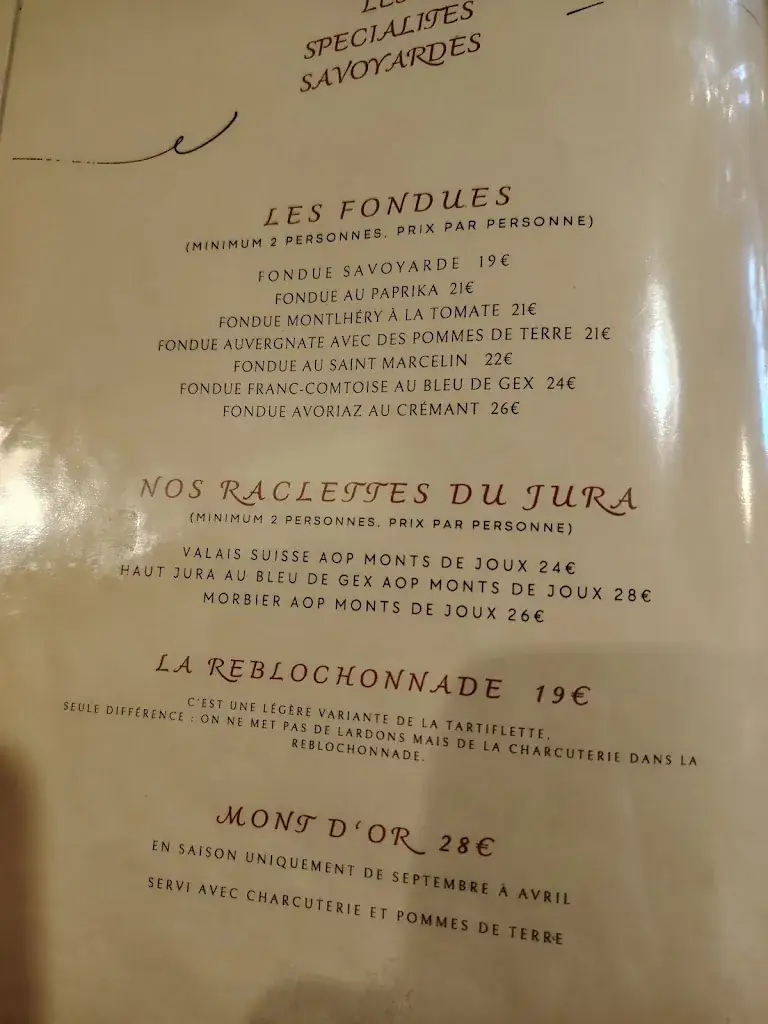 LES
SPECIALITES
SAVOYARDES
LES FONDUES
(MINIMUM 2 PERSONNES, PRIX PAR PERSONNE)
FONDUE SAVOYARDE 19€
FONDUE AU PAPRIKA 21€
FONDUE MONTLHÉRY À LA TOMATE 21€
FONDUE AUVERGNATE AVEC DES POMMES DE TERRE 21€
FONDUE AU SAINT MARCELIN 22€
FONDUE FRANC-COMTOISE AU BLEU DE GEX 24€
FONDUE AVORIAZ AU CRÉMANT 26€
NOS RACLETTES DU JURA
(MINIMUM 2 PERSONNES, PRIX PAR PERSONNE)
VALAIS SUISSE AOP MONTS DE JOUX 24€
HAUT JURA AU BLEU DE GEX AOP MONTS DE JOUX 28€
MORBIER AOP MONTS DE JOUX 26€
LA REBLOCHONNADE 19€
C'EST UNE LÉGÈRE VARIANTE DE LA TARTIFLETTE,
SEULE DIFFÉRENCE : ON NE MET PAS DE LARDONS MAIS DE LA CHARCUTERIE DANS LA
REBLOCHONNADE.
MONT D'OR 28€
EN SAISON UNIQUEMENT DE SEPTEMBRE À AVRIL
SERVI AVEC CHARCUTERIE ET POMMES DE TERRE